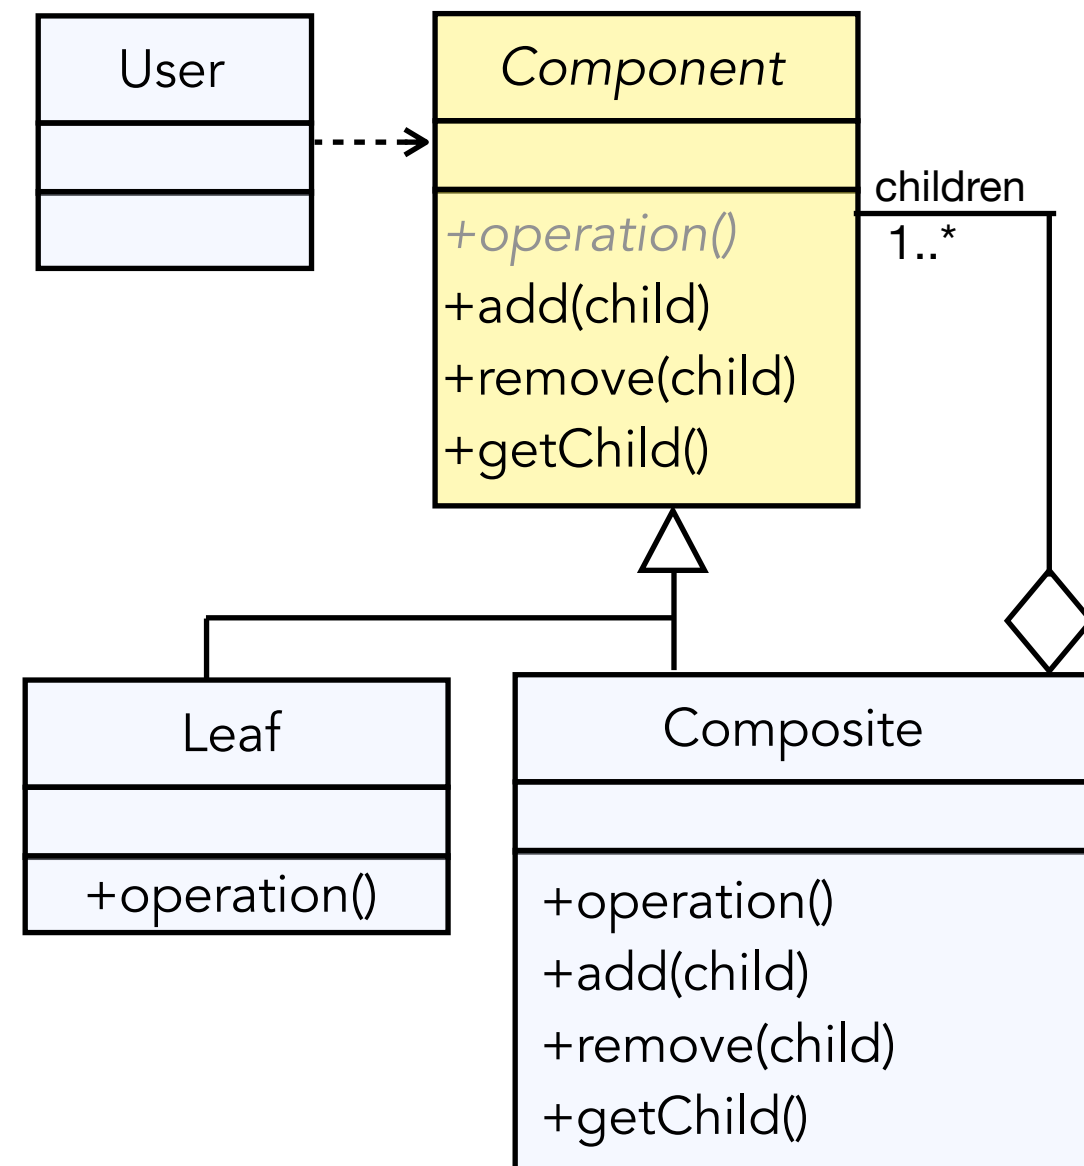 User
Component
+operation()
+add(child)
+remove(child)
+getChild()
children
1..*
Leaf
+operation()
Composite
+operation()
+add(child)
+remove(child)
+getChild()